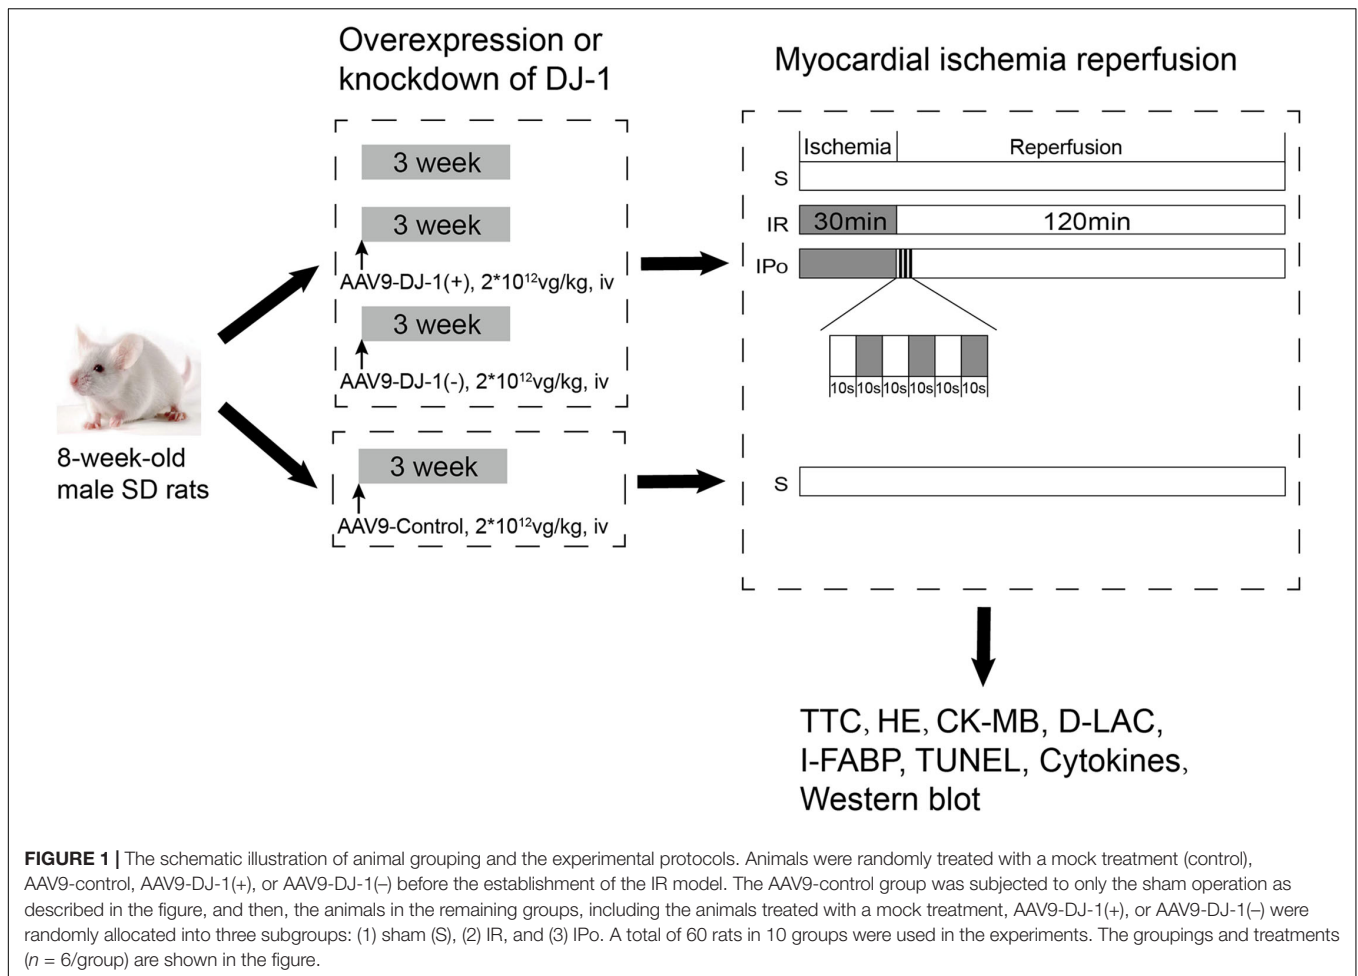 Overexpression or
knockdown of DJ-1
3 week
3 week
AAV9-DJ-1(+), 2*10¹²vg/kg, iv
3 week
AAV9-DJ-1(-), 2*10¹²vg/kg, iv
3 week
AAV9-Control, 2*10¹²vg/kg, iv
8-week-old
male SD rats
Myocardial ischemia reperfusion
Ischemia Reperfusion
S
IR 30min 120min
IPo
10s 10s 10s 10s 10s 10s
S
TTC, HE, CK-MB, D-LAC,
I-FABP, TUNEL, Cytokines,
Western blot
FIGURE 1 | The schematic illustration of animal grouping and the experimental protocols. Animals were randomly treated with a mock treatment (control),
AAV9-control, AAV9-DJ-1(+), or AAV9-DJ-1(–) before the establishment of the IR model. The AAV9-control group was subjected to only the sham operation as
described in the figure, and then, the animals in the remaining groups, including the animals treated with a mock treatment, AAV9-DJ-1(+), or AAV9-DJ-1(–) were
randomly allocated into three subgroups: (1) sham (S), (2) IR, and (3) IPo. A total of 60 rats in 10 groups were used in the experiments. The groupings and treatments
(n = 6/group) are shown in the figure.